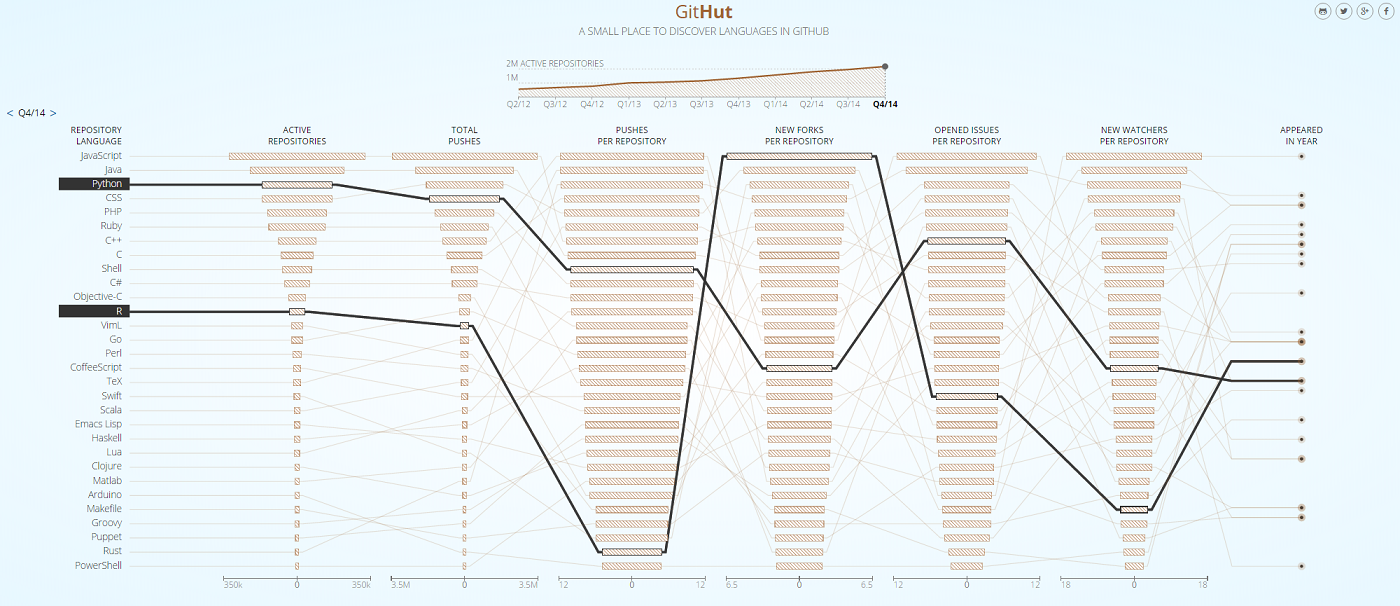 GitHut
A SMALL PLACE TO DISCOVER LANGUAGES IN GITHUB
2M ACTIVE REPOSITORIES
1M
Q2/12 Q3/12 Q4/12 Q1/13 Q2/13 Q3/13 Q4/13 Q1/14 Q2/14 Q3/14 Q4/14
< Q4/14 >
REPOSITORY LANGUAGE
ACTIVE REPOSITORIES
TOTAL PUSHES
PUSHES PER REPOSITORY
NEW FORKS PER REPOSITORY
OPENED ISSUES PER REPOSITORY
NEW WATCHERS PER REPOSITORY
APPEARED IN YEAR
JavaScript
Java
Python
CSS
PHP
Ruby
C++
C
Shell
C#
Objective-C
R
VimL
Go
Perl
CoffeeScript
TeX
Swift
Scala
Emacs Lisp
Haskell
Lua
Clojure
Matlab
Arduino
Makefile
Groovy
Puppet
Rust
PowerShell
350k 0 350k 3.5M 0 3.5M 12 0 12 6.5 0 6.5 12 0 12 18 0 18